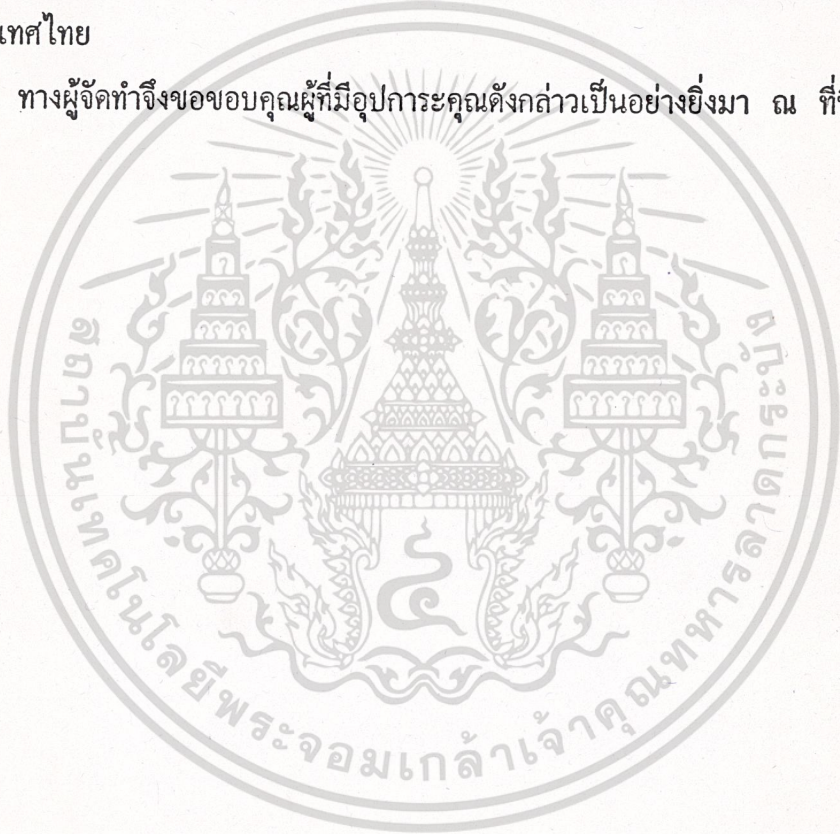 เทศไทย
ทางผู้จัดทำจึงขอขอบคุณผู้ที่มีอุปการะคุณดังกล่าวเป็นอย่างยิ่งมา ณ ที่
สถาบันเทคโนโลยีพระจอมเกล้าเจ้าคุณทหารลาดกระบัง
๔